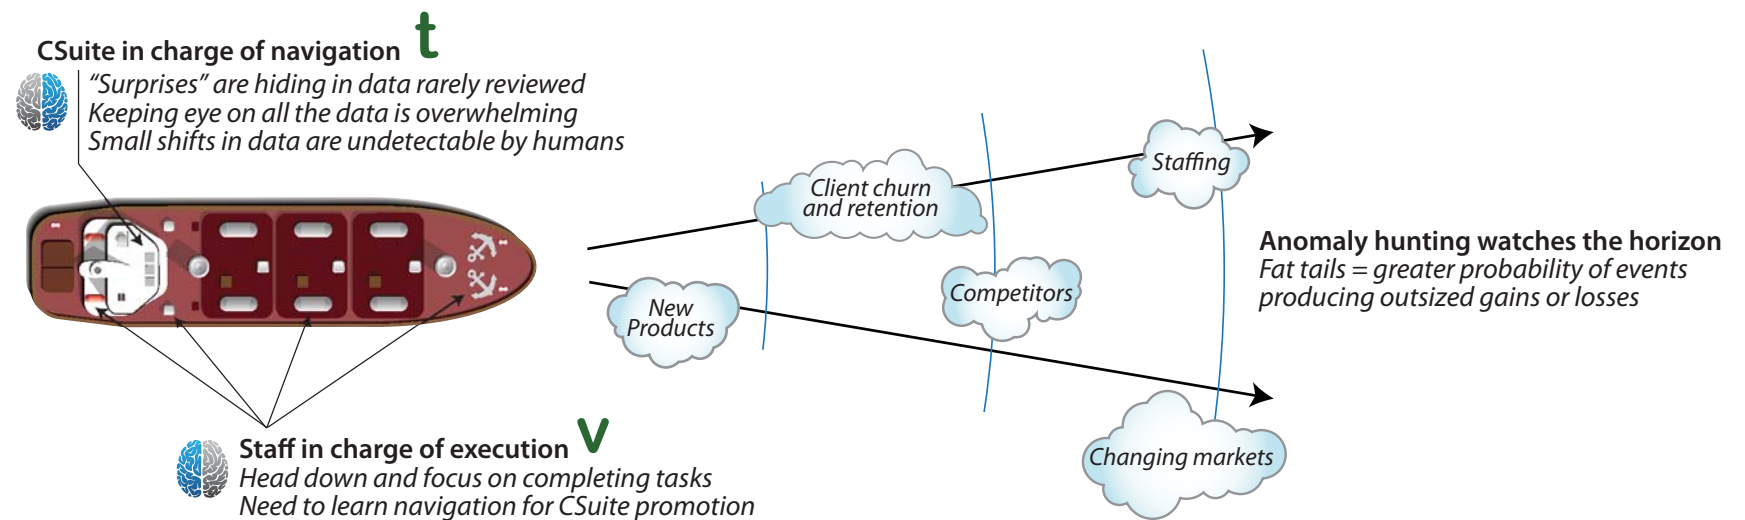 CSuite in charge of navigation t
“Surprises” are hiding in data rarely reviewed
Keeping eye on all the data is overwhelming
Small shifts in data are undetectable by humans
Client churn
and retention
Staffing
New
Products
Competitors
Changing markets
Anomaly hunting watches the horizon
Fat tails = greater probability of events
producing outsized gains or losses
Staff in charge of execution v
Head down and focus on completing tasks
Need to learn navigation for CSuite promotion